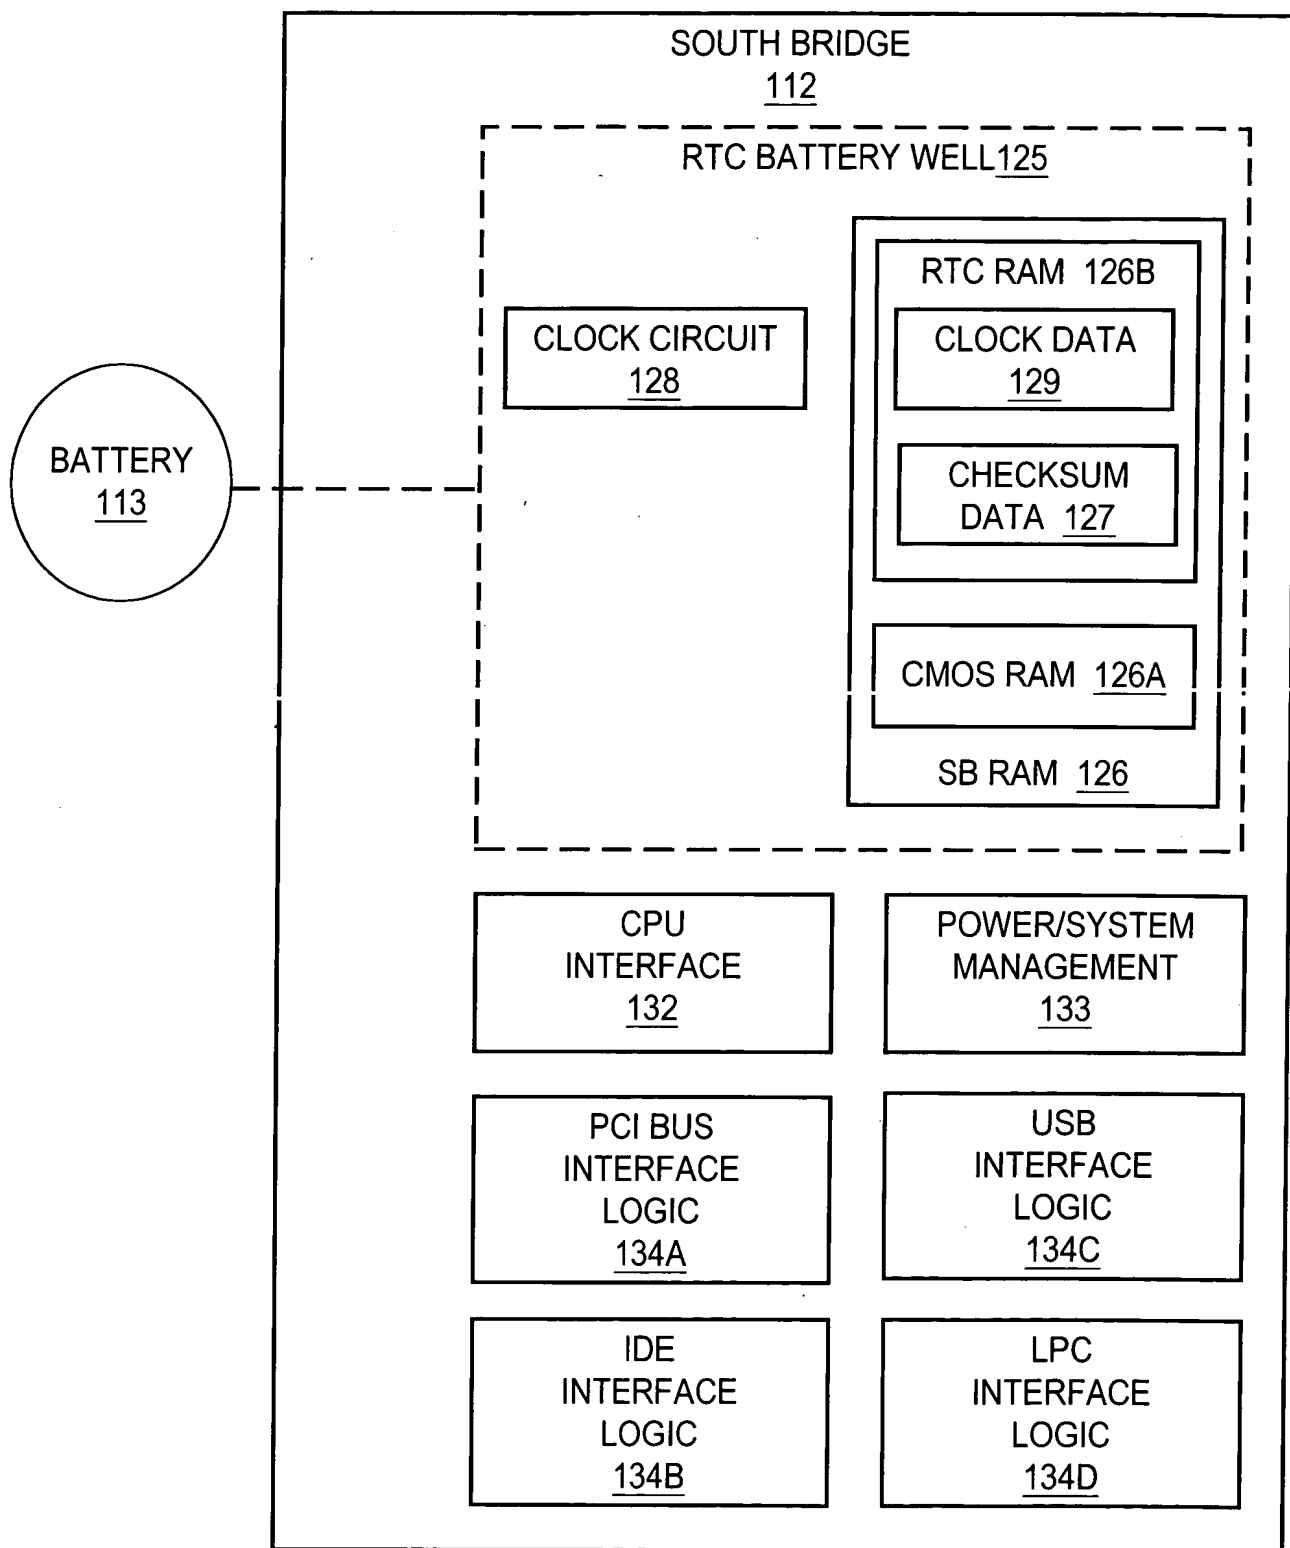 SOUTH BRIDGE
112
RTC BATTERY WELL125
RTC RAM 126B
CLOCK CIRCUIT
128
CLOCK DATA
129
BATTERY
113
CHECKSUM
DATA 127
CMOS RAM 126A
SB RAM 126
CPU
INTERFACE
132
POWER/SYSTEM
MANAGEMENT
133
PCI BUS
INTERFACE
LOGIC
134A
USB
INTERFACE
LOGIC
134C
IDE
INTERFACE
LOGIC
134B
LPC
INTERFACE
LOGIC
134D